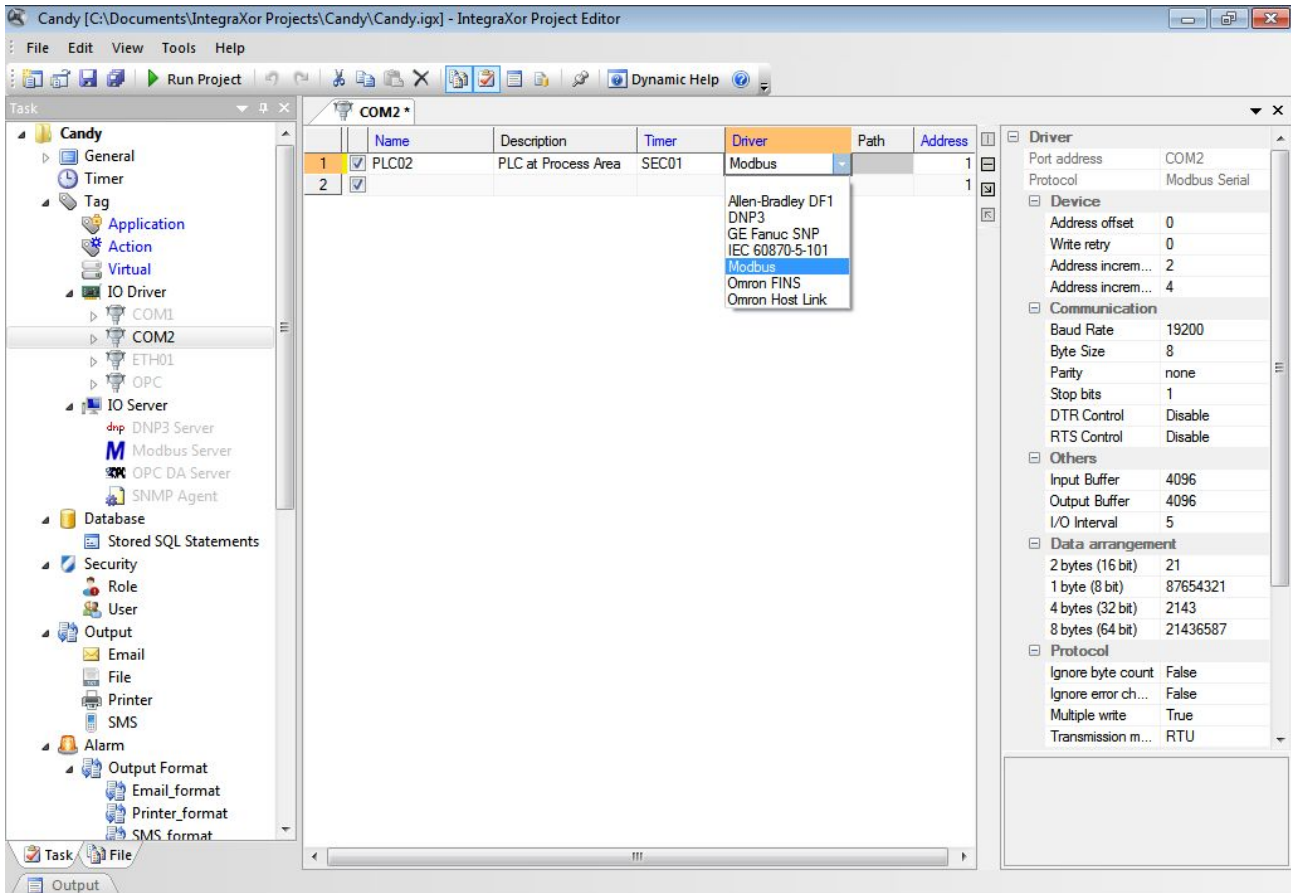 Candy [C:\Documents\IntegraXor Projects\Candy\Candy.igx] - IntegraXor Project Editor
File Edit View Tools Help
Run Project Dynamic Help
Task
Candy
General
Timer
Tag
Application
Action
Virtual
IO Driver
COM1
COM2
ETH01
OPC
IO Server
dnp DNP3 Server
M Modbus Server
OPC OPC DA Server
SNMP Agent
Database
Stored SQL Statements
Security
Role
User
Output
Email
File
Printer
SMS
Alarm
Output Format
Email_format
Printer_format
SMS_format
Task File
Output
COM2 *
Name Description Timer Driver Path Address
1 PLC02 PLC at Process Area SEC01 Modbus 1
2 1
Allen-Bradley DF1
DNP3
GE Fanuc SNP
IEC 60870-5-101
Modbus
Omron FINS
Omron Host Link
Driver
Port address COM2
Protocol Modbus Serial
Device
Address offset 0
Write retry 0
Address increm... 2
Address increm... 4
Communication
Baud Rate 19200
Byte Size 8
Parity none
Stop bits 1
DTR Control Disable
RTS Control Disable
Others
Input Buffer 4096
Output Buffer 4096
I/O Interval 5
Data arrangement
2 bytes (16 bit) 21
1 byte (8 bit) 87654321
4 bytes (32 bit) 2143
8 bytes (64 bit) 21436587
Protocol
Ignore byte count False
Ignore error ch... False
Multiple write True
Transmission m... RTU